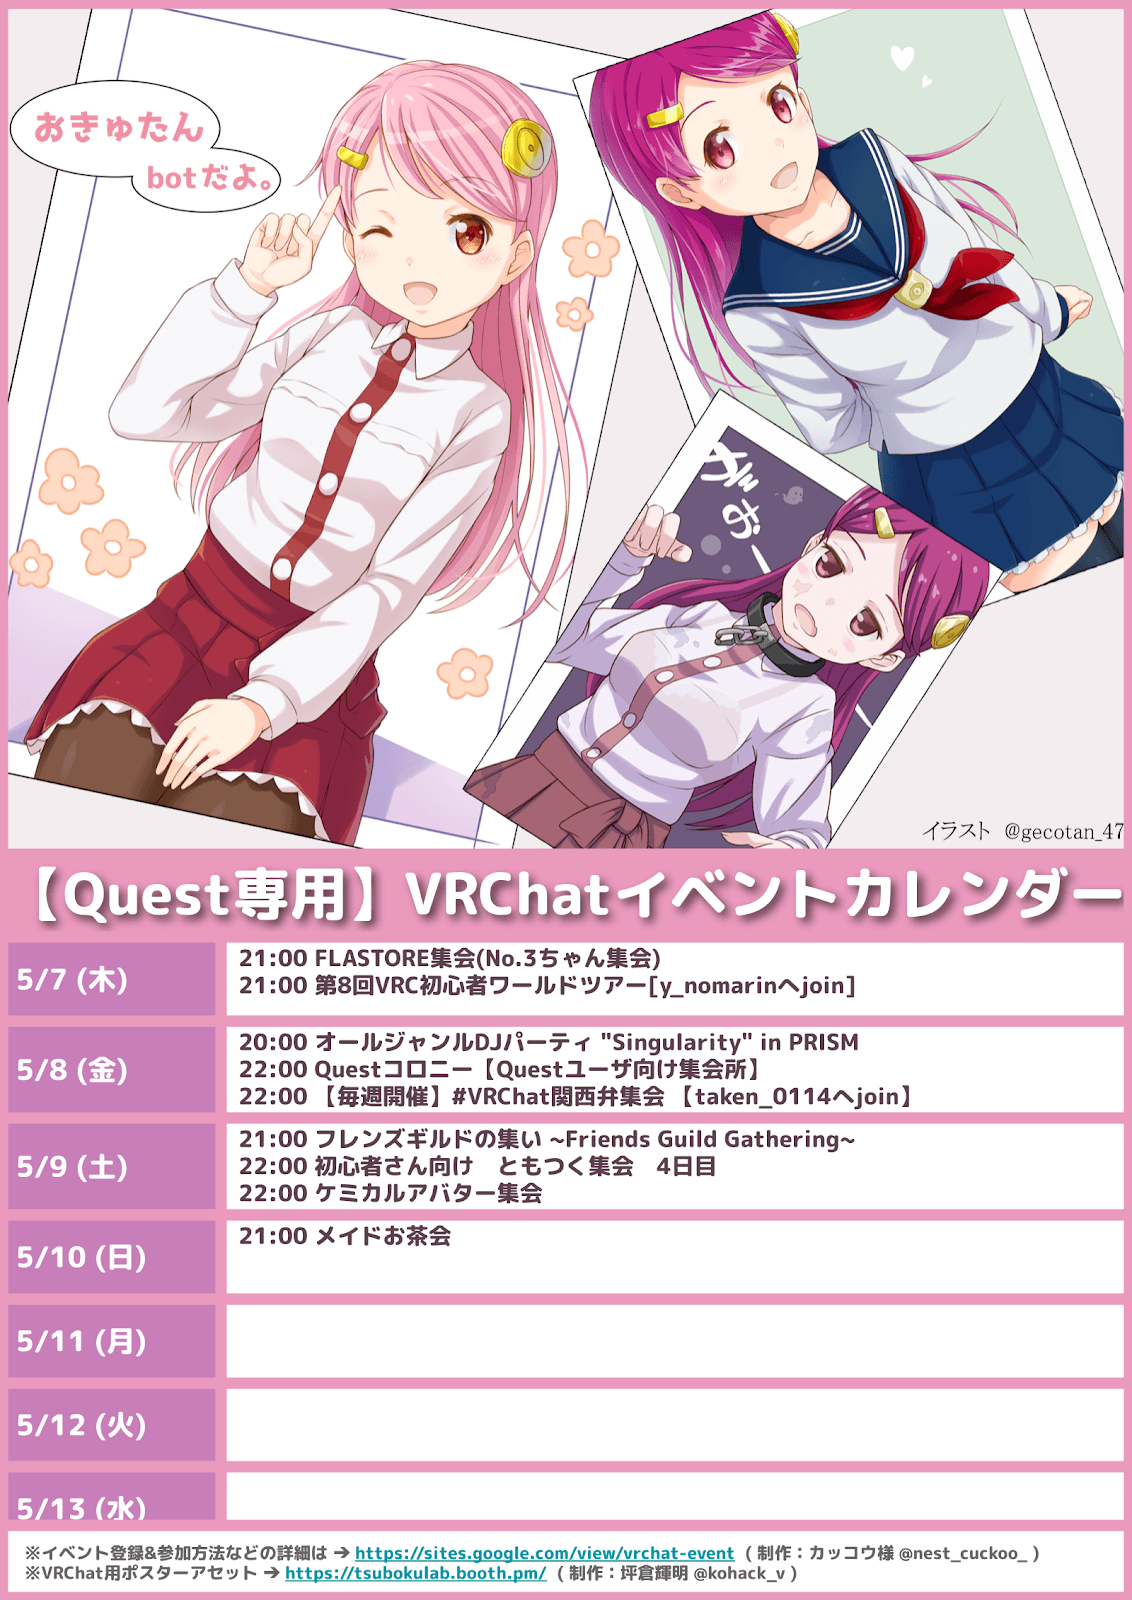 おきゅたん
botだよ。
がおー
イラスト @gecotan_47
【Quest専用】VRChatイベントカレンダー
5/7 (木)
21:00 FLASTORE集会(No.3ちゃん集会)
21:00 第8回VRC初心者ワールドツアー[y_nomarinへjoin]
5/8 (金)
20:00 オールジャンルDJパーティ "Singularity" in PRISM
22:00 Questコロニー【Questユーザ向け集会所】
22:00 【毎週開催】#VRChat関西弁集会 【taken_0114へjoin】
5/9 (土)
21:00 フレンズギルドの集い ~Friends Guild Gathering~
22:00 初心者さん向け　ともつく集会　4日目
22:00 ケミカルアバター集会
5/10 (日)
21:00 メイドお茶会
5/11 (月)
5/12 (火)
5/13 (水)
※イベント登録&参加方法などの詳細は ➔ https://sites.google.com/view/vrchat-event ( 制作：カッコウ様 @nest_cuckoo_ )
※VRChat用ポスターアセット ➔ https://tsubokulab.booth.pm/ ( 制作：坪倉輝明 @kohack_v )